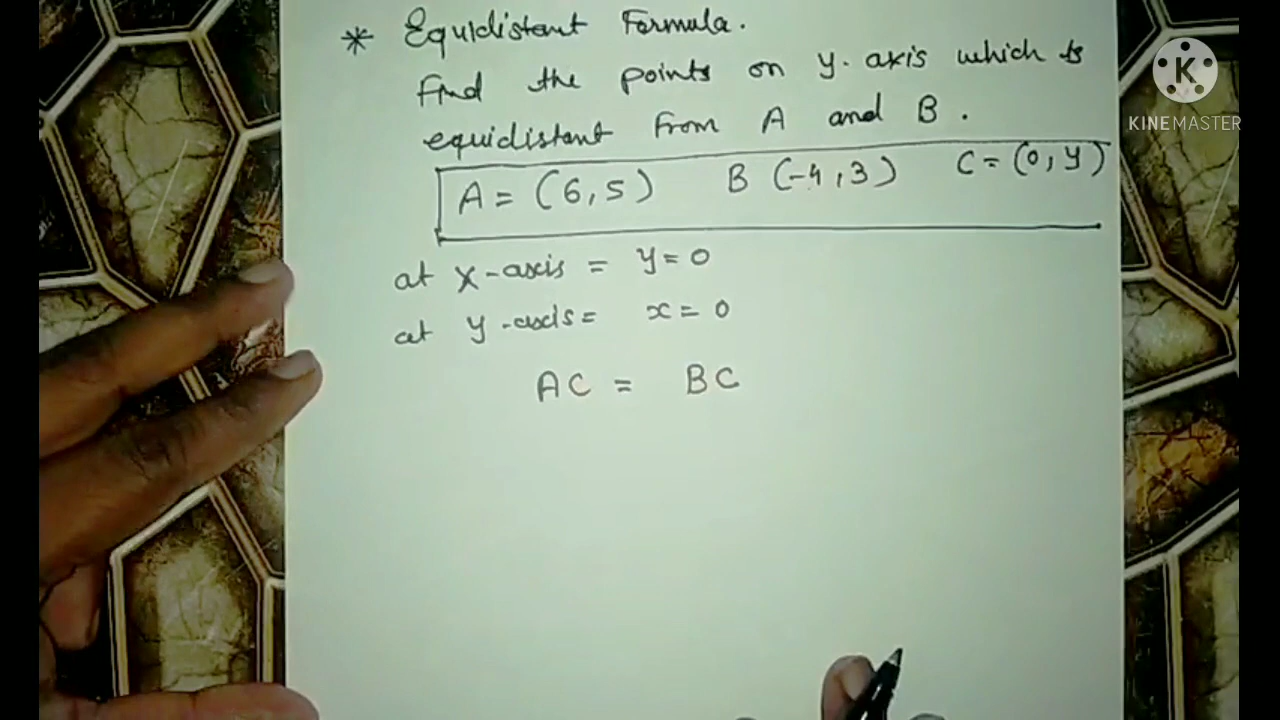 * Equidistant Formula.
Find the points on y-axis which is
equidistant from A and B.
A = (6,5) B (-4,3) C = (0, y)
at x-axis = y=0
at y-axis = x=0
AC = BC
K
KINEMASTER